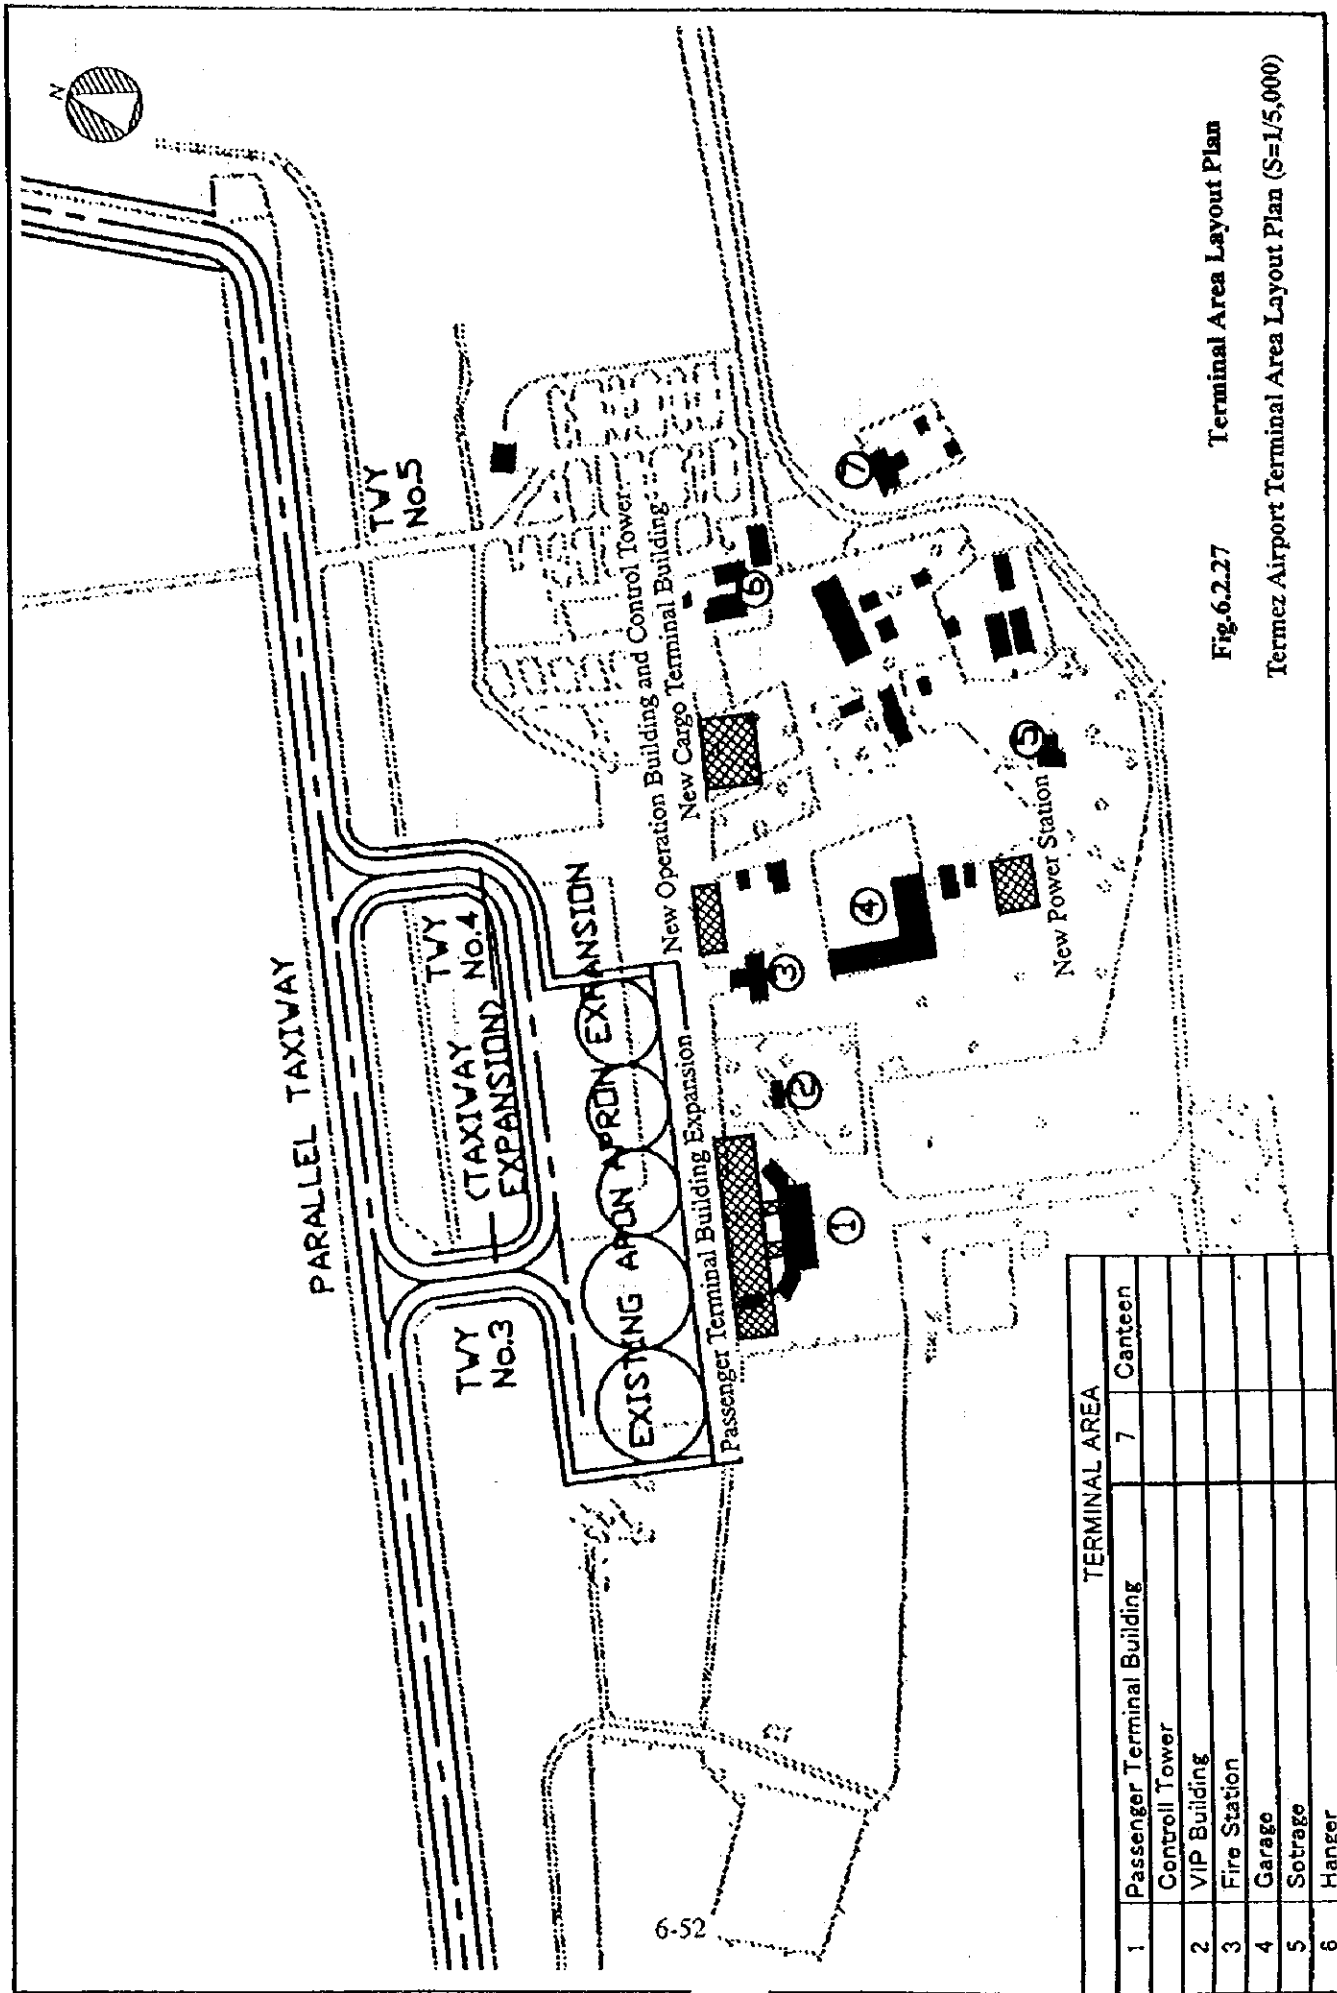 N
PARALLEL TAXIWAY
TWY
No.5
TWY
No.4
(TAXIWAY
EXPANSION)
TWY
No.3
EXISTING APON APRON EXPANSION
New Operation Building and Control Tower
New Cargo Terminal Building
Passenger Terminal Building Expansion
New Power Station
1
2
3
4
5
6
7
TERMINAL AREA
1 Passenger Terminal Building 7 Canteen
Controll Tower
2 VIP Building
3 Fire Station
4 Garage
5 Sotrage
6 Hanger
Fig.6.2.27 Terminal Area Layout Plan
Termez Airport Terminal Area Layout Plan (S=1/5,000)
6-52